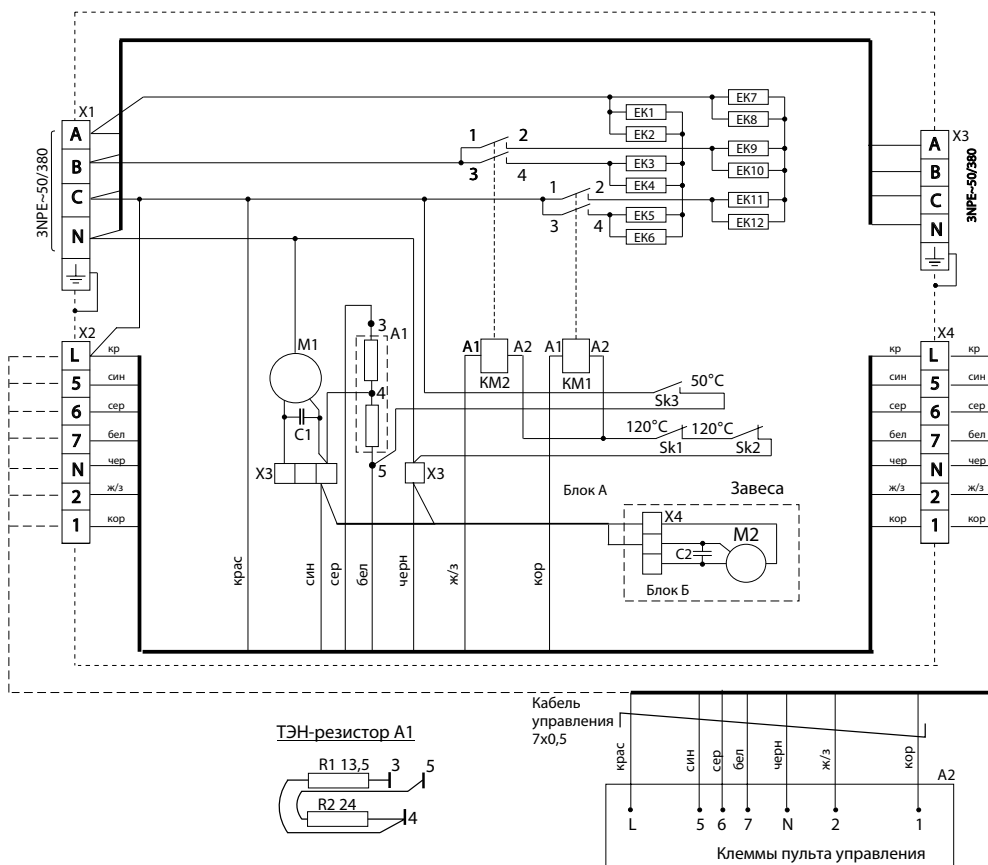 X1
A
B
C
N
3NPE~50/380
X3
A
B
C
N
3NPE~50/380
EK7
EK1
EK8
EK2
1 2
EK9
3 4
EK3
EK10
EK4
1 2
EK11
3 4
EK5
EK12
EK6
X2
L
5
6
7
N
2
1
кр
син
сер
бел
чер
ж/з
кор
M1
C1
X3
3
A1
4
5
X3
A1 A2
КМ2
A1 A2
КМ1
50°C
Sk3
120°C 120°C
Sk1 Sk2
X4
L
5
6
7
N
2
1
кр
син
сер
бел
чер
ж/з
кор
кр
син
сер
бел
чер
ж/з
кор
Блок А
Завеса
X4
M2
C2
Блок Б
крас
син
сер
бел
черн
ж/з
кор
Кабель
управления
7х0,5
крас
син
сер
бел
черн
ж/з
кор
A2
L 5 6 7 N 2 1
Клеммы пульта управления
ТЭН-резистор А1
R1 13,5 3 5
R2 24 4